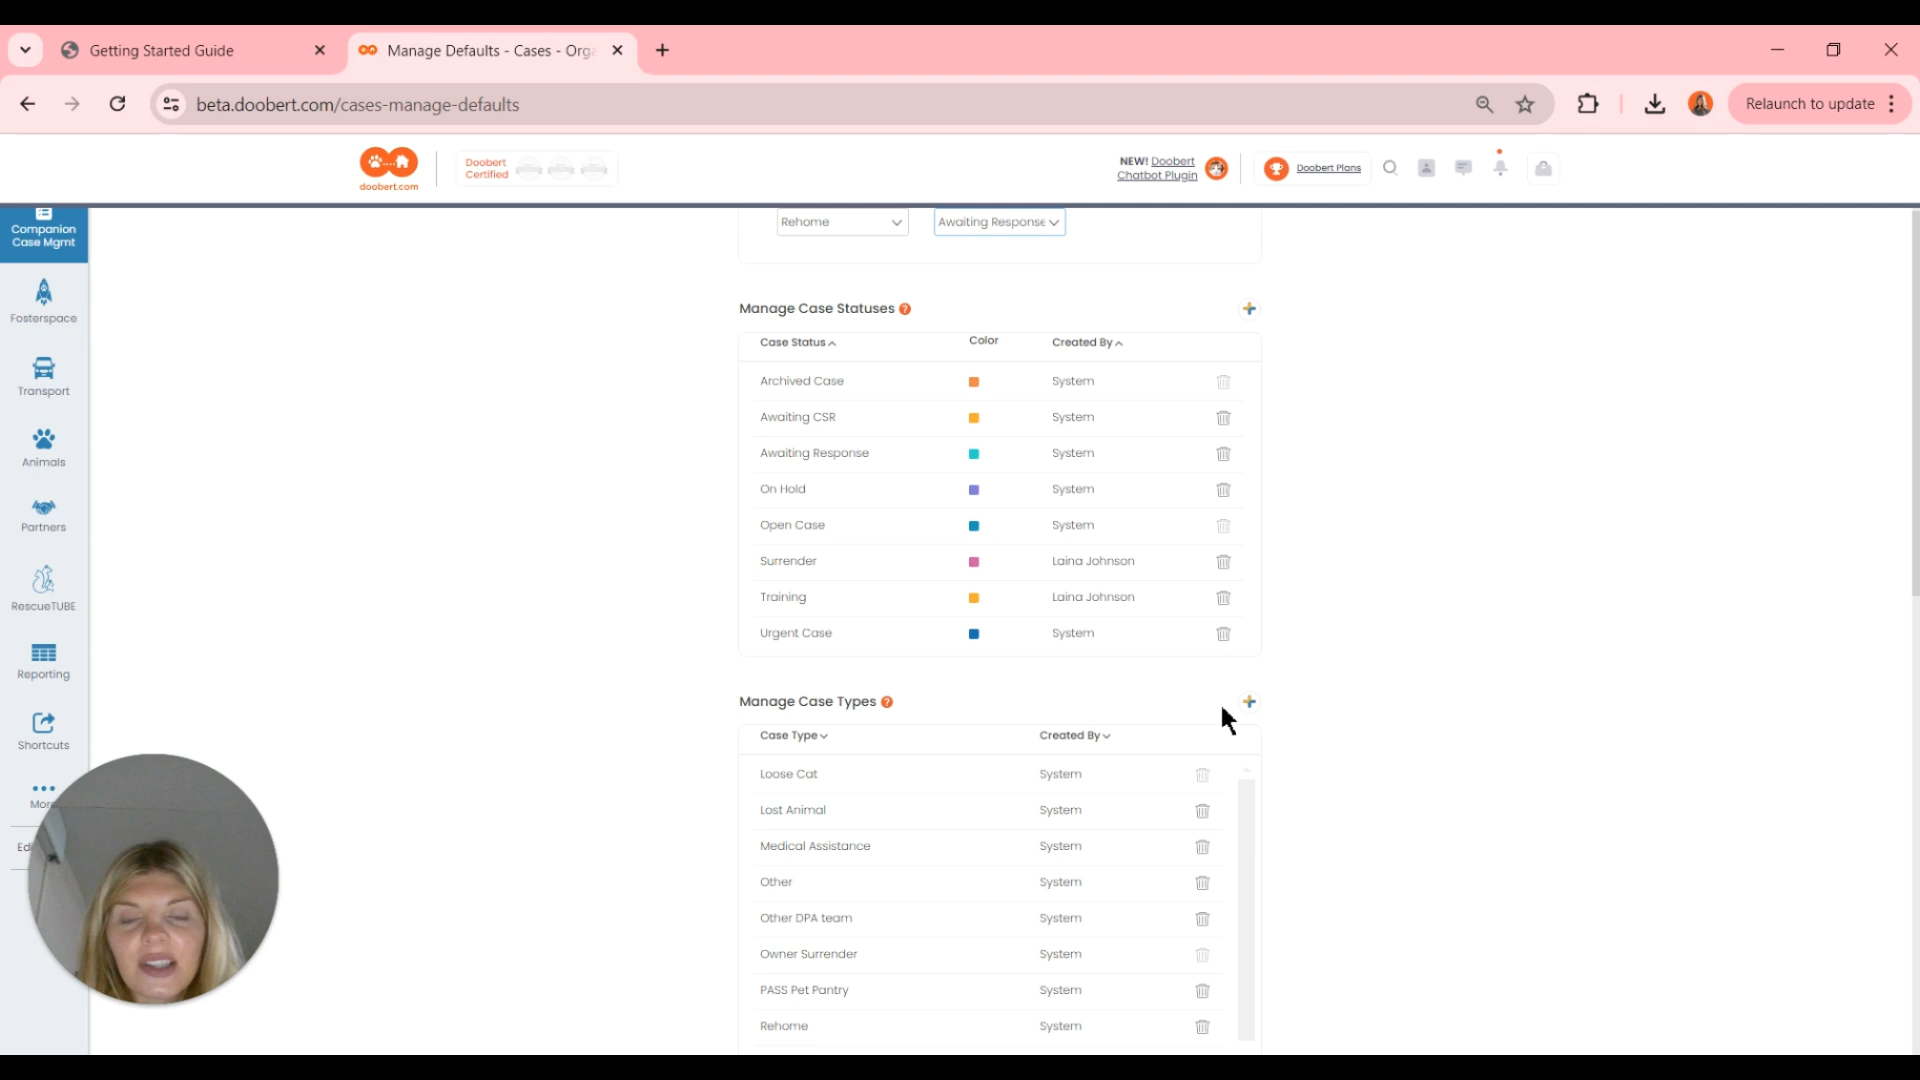 Getting Started Guide
Manage Defaults - Cases - Orga
beta.doobert.com/cases-manage-defaults
Relaunch to update
doobert.com
Doobert
Certified
NEW! Doobert
Chatbot Plugin
Doobert Plans
Companion
Case Mgmt
Fosterspace
Transport
Animals
Partners
RescueTUBE
Reporting
Shortcuts
More
Edi
Rehome
Awaiting Response
Manage Case Statuses ?
Case Status Color Created By
Archived Case System
Awaiting CSR System
Awaiting Response System
On Hold System
Open Case System
Surrender Laina Johnson
Training Laina Johnson
Urgent Case System
Manage Case Types ?
Case Type Created By
Loose Cat System
Lost Animal System
Medical Assistance System
Other System
Other DPA team System
Owner Surrender System
PASS Pet Pantry System
Rehome System